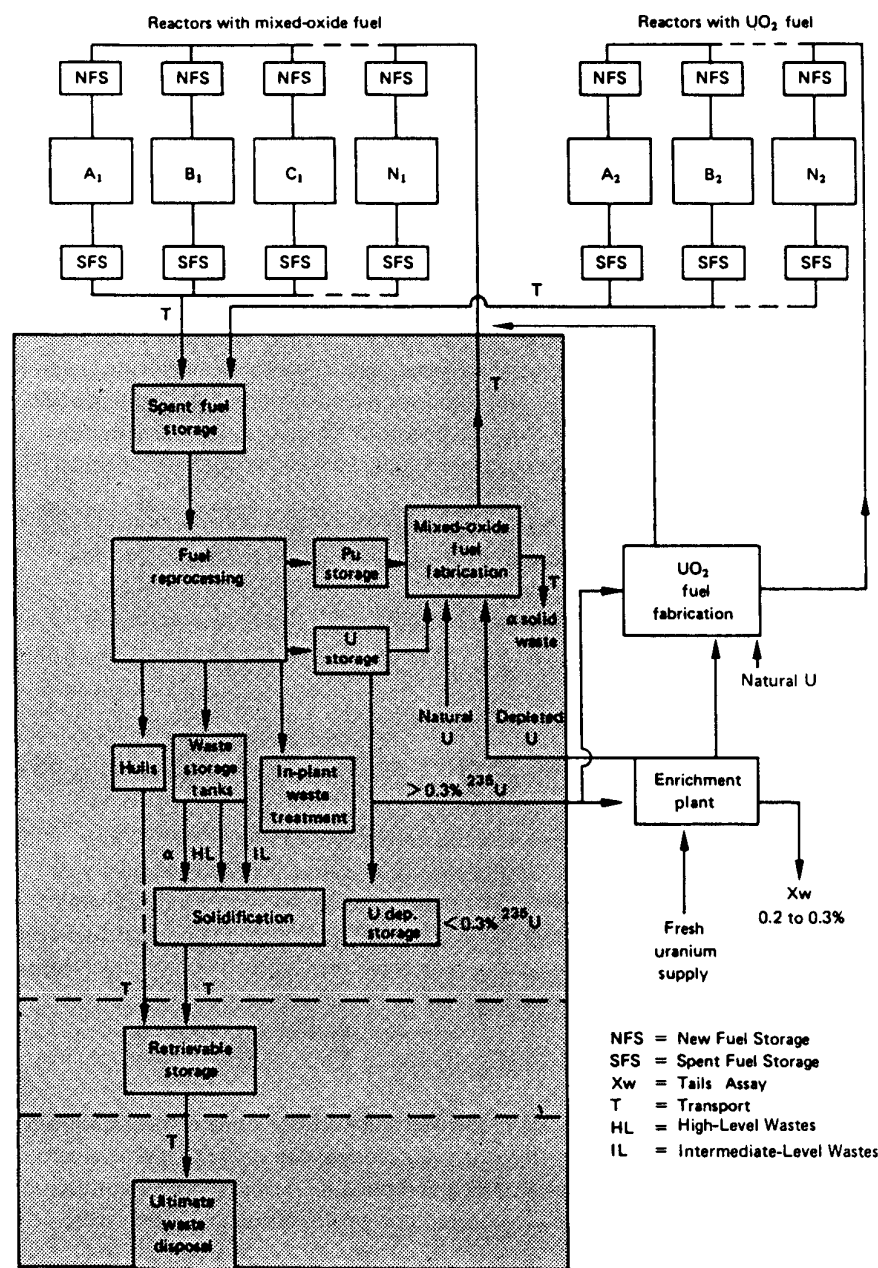 Reactors with mixed-oxide fuel
Reactors with UO₂ fuel
NFS NFS NFS NFS
NFS NFS NFS
A₁ B₁ C₁ N₁
A₂ B₂ N₂
SFS SFS SFS SFS
SFS SFS SFS
T
T
T
Spent fuel
storage
Fuel
reprocessing
Pu
storage
Mixed-oxide
fuel
fabrication
T
α solid
waste
UO₂
fuel
fabrication
U
storage
Natural U
Natural
U
Depleted
U
Hulls
Waste
storage
tanks
In-plant
waste
treatment
>0.3% ²³⁵U
Enrichment
plant
α HL IL
Solidification
U dep.
storage
<0.3% ²³⁵U
Xw
0.2 to 0.3%
Fresh
uranium
supply
T T
Retrievable
storage
T
Ultimate
waste
disposal
NFS = New Fuel Storage
SFS = Spent Fuel Storage
Xw = Tails Assay
T = Transport
HL = High-Level Wastes
IL = Intermediate-Level Wastes